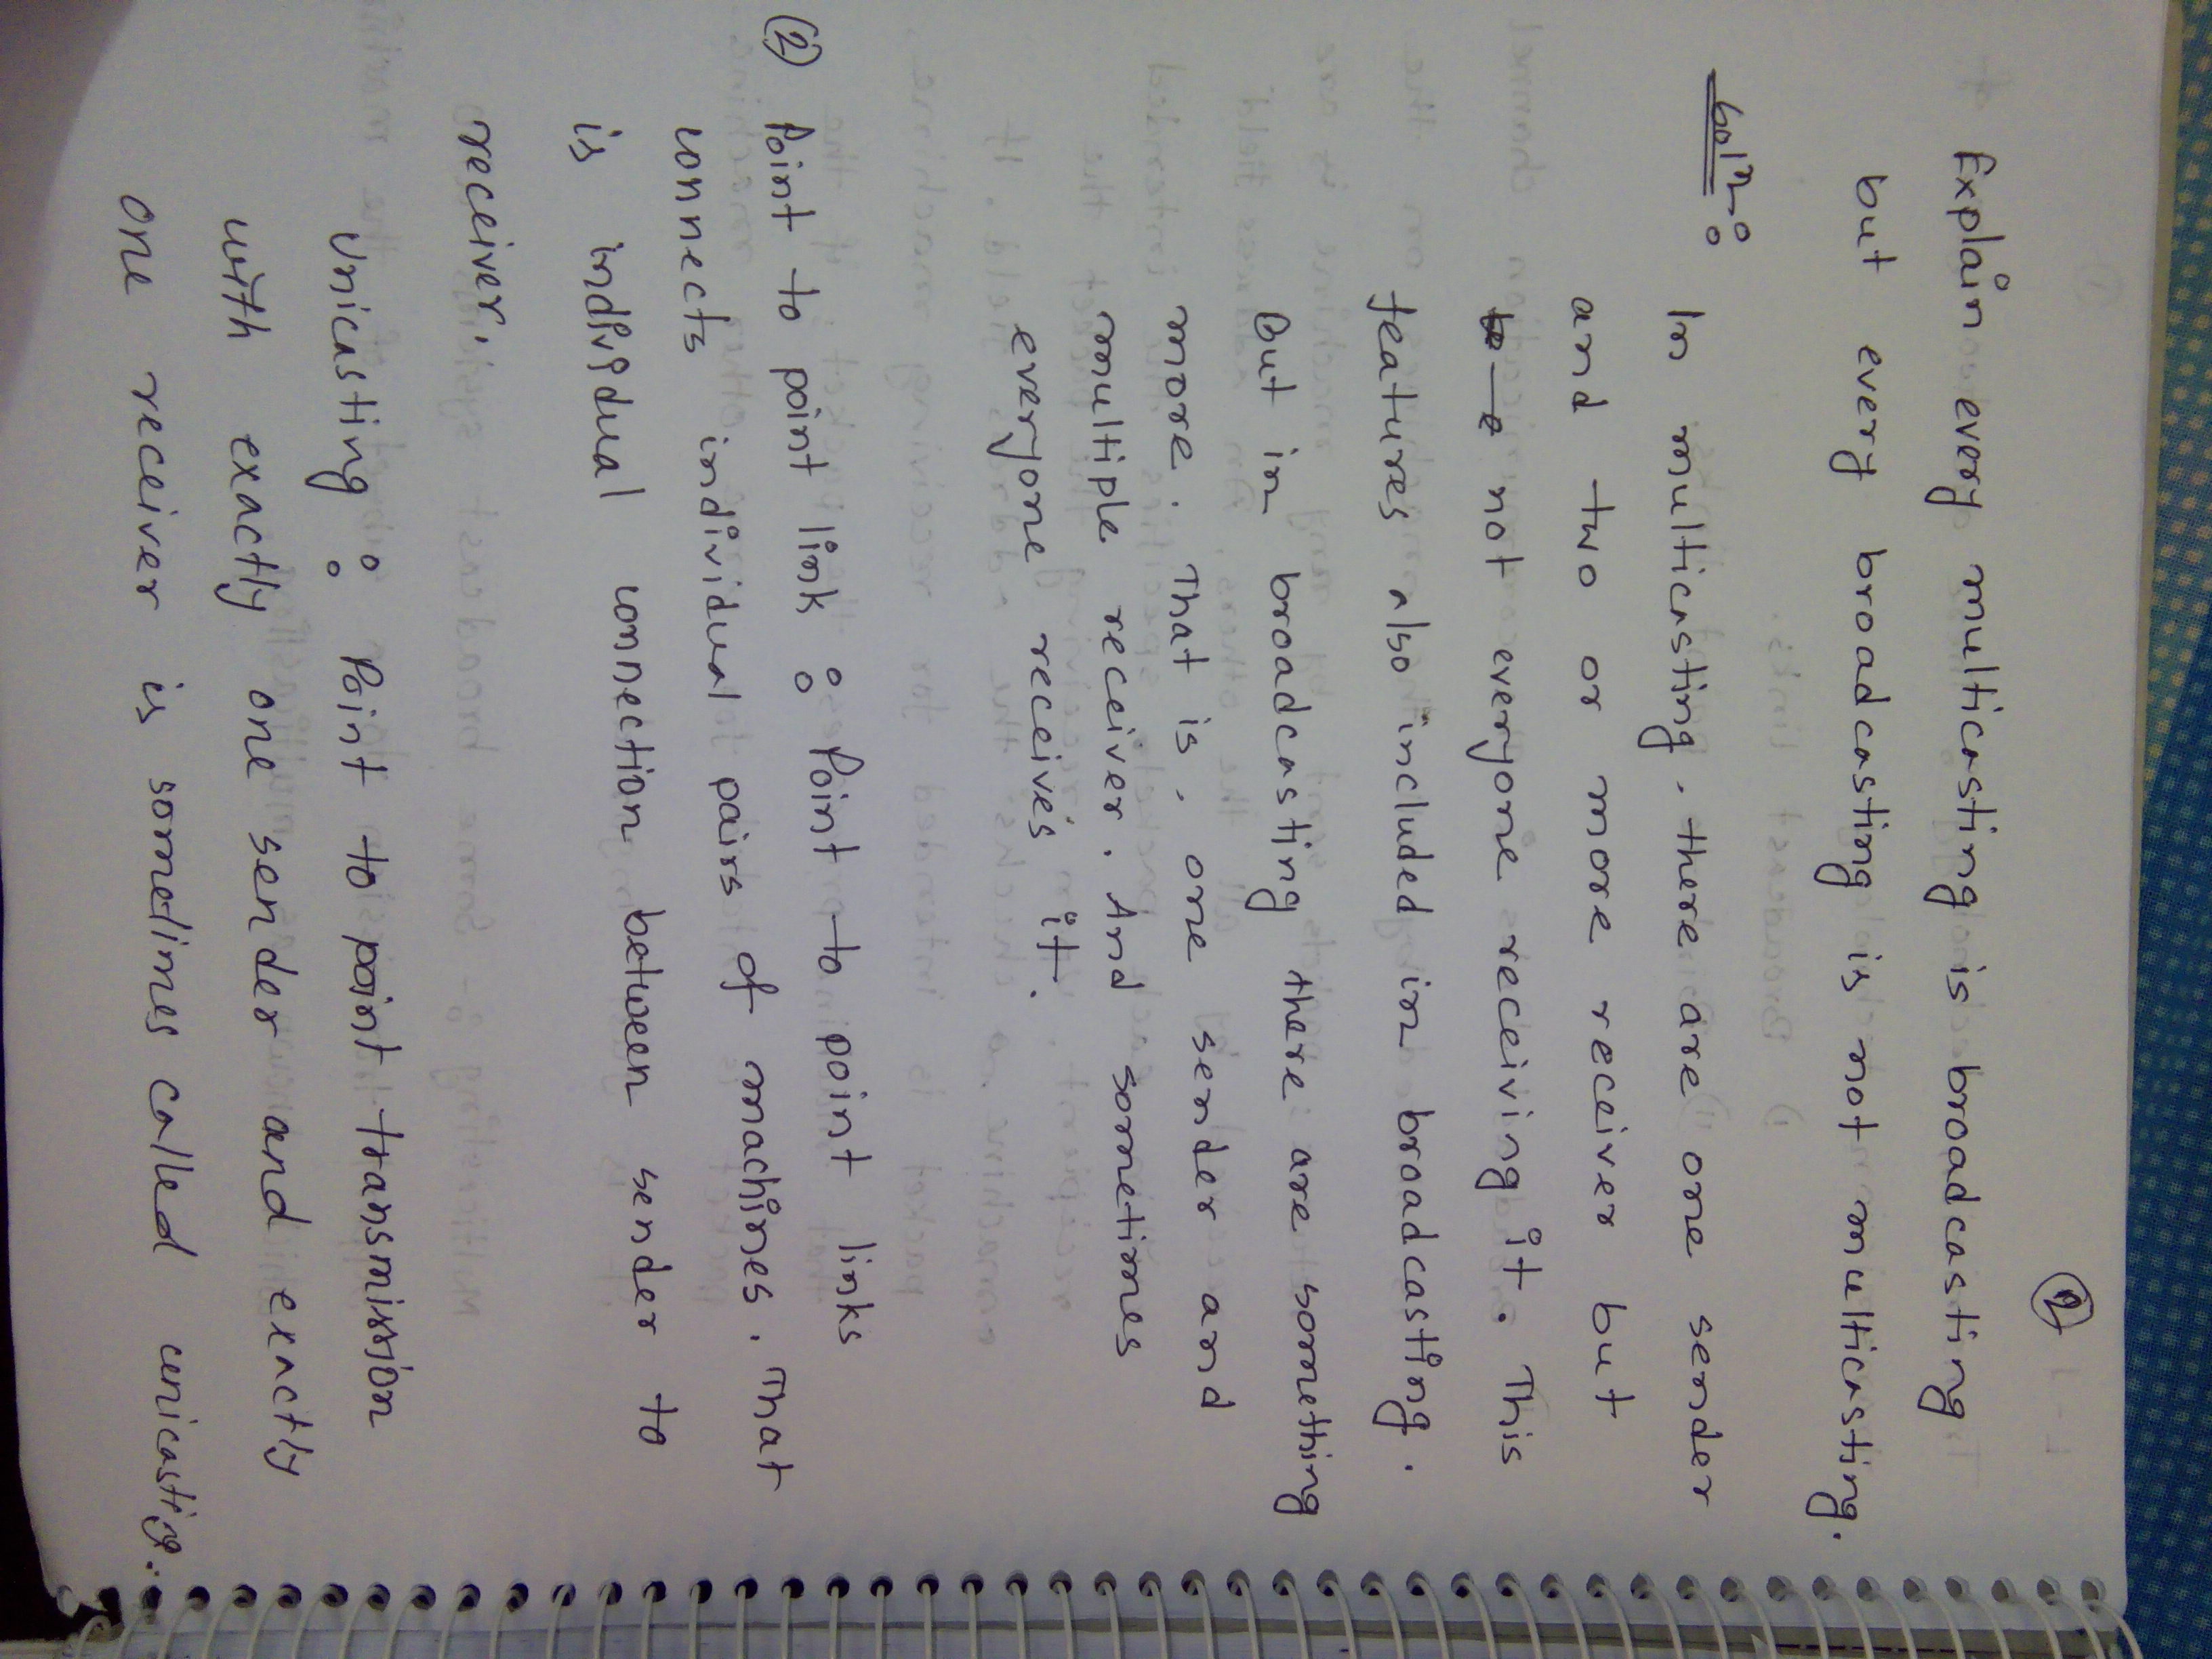 2
Explain every multicasting is broadcasting
but every broadcasting is not multicasting.
Soln:
In multicasting, there are one sender
and two or more receiver but
not everyone receiving it. This
features also included in broadcasting.
But in broadcasting there are something
more. That is, one sender and
multiple receiver. And sometimes
everyone receives it.
(2) Point to point link : Point to point links
connects individual pairs of machines. That
is individual connection between sender to
receiver.
Unicasting : Point to point transmission
with exactly one sender and exactly
one receiver is sometimes called unicasting.